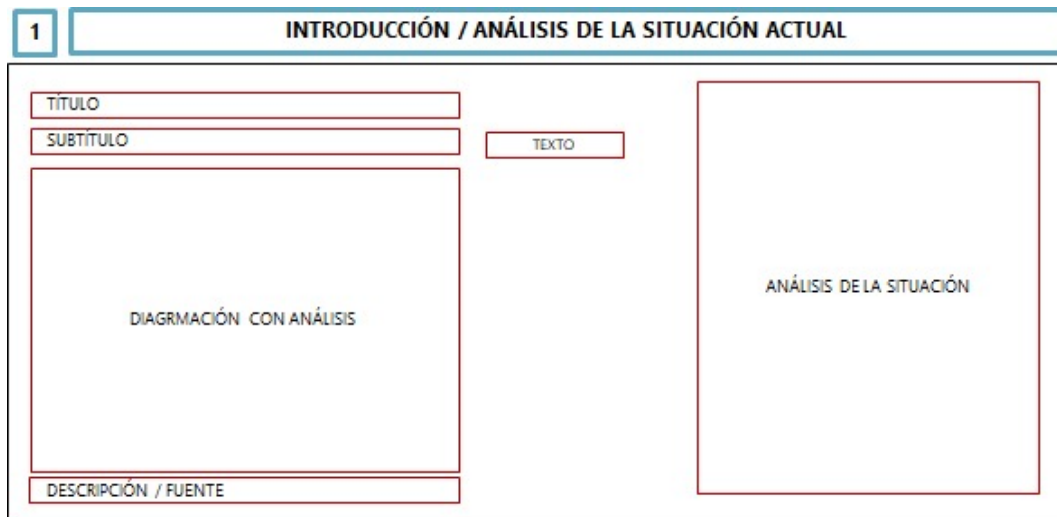 1
INTRODUCCIÓN / ANÁLISIS DE LA SITUACIÓN ACTUAL
TÍTULO
SUBTÍTULO
TEXTO
DIAGRMACIÓN CON ANÁLISIS
DESCRIPCIÓN / FUENTE
ANÁLISIS DE LA SITUACIÓN